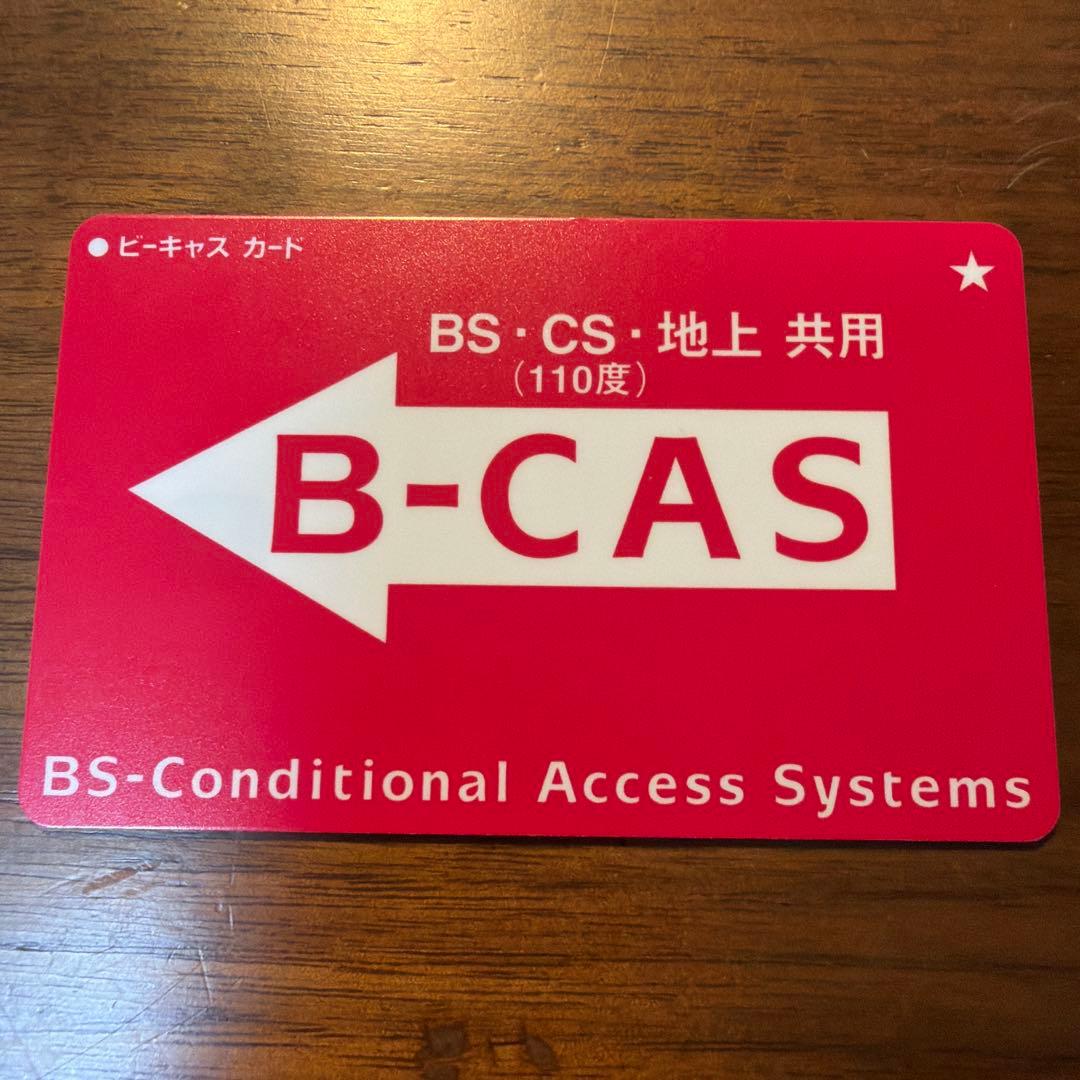 ●ビーキャス カード
★
BS・CS・地上 共用
（110度）
B-CAS
BS-Conditional Access Systems